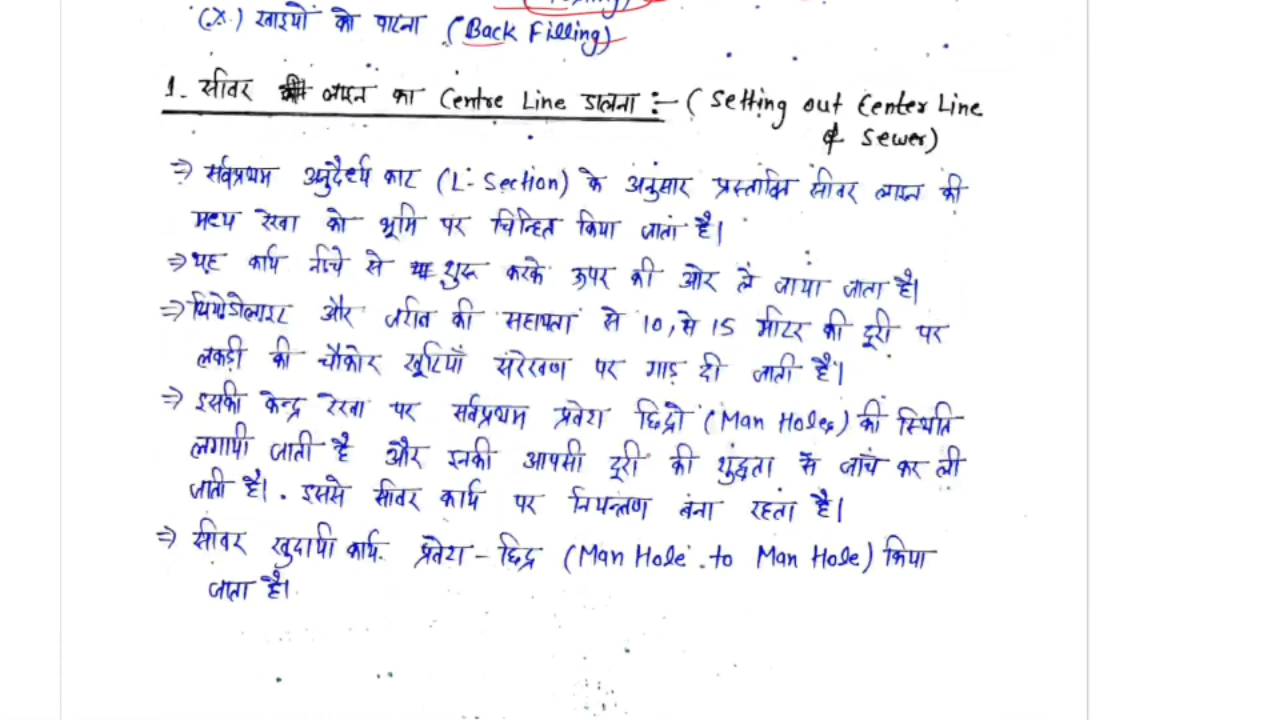 (Testing)
(x.) खाइयों को पाटना (Back Filling)
1. सीवर लाइन का Centre Line डालना :- (Setting out Center Line
of Sewer)
⇒ सर्वप्रथम अनुदैर्ध्य काट (L-Section) के अनुसार प्रस्तावित सीवर लाइन की
मध्य रेखा को भूमि पर चिन्हित किया जाता है।
⇒ यह कार्य नीचे से शुरू करके ऊपर की ओर ले जाया जाता है।
⇒ थियोडोलाइट और जरीब की सहायता से 10, से 15 मीटर की दूरी पर
लकड़ी की चौकोर खूटियाँ संरेखण पर गाड़ दी जाती है।
⇒ इसकी केन्द्र रेखा पर सर्वप्रथम प्रवेश छिद्रो (Man Holes) की स्थिति
लगायी जाती है और इनकी आपसी दूरी की शुद्धता से जांच कर ली
जाती है। इससे सीवर कार्य पर नियन्त्रण बना रहता है।
⇒ सीवर खुदायी कार्य प्रवेश - छिद्र (Man Hole to Man Hole) किया
जाता है।